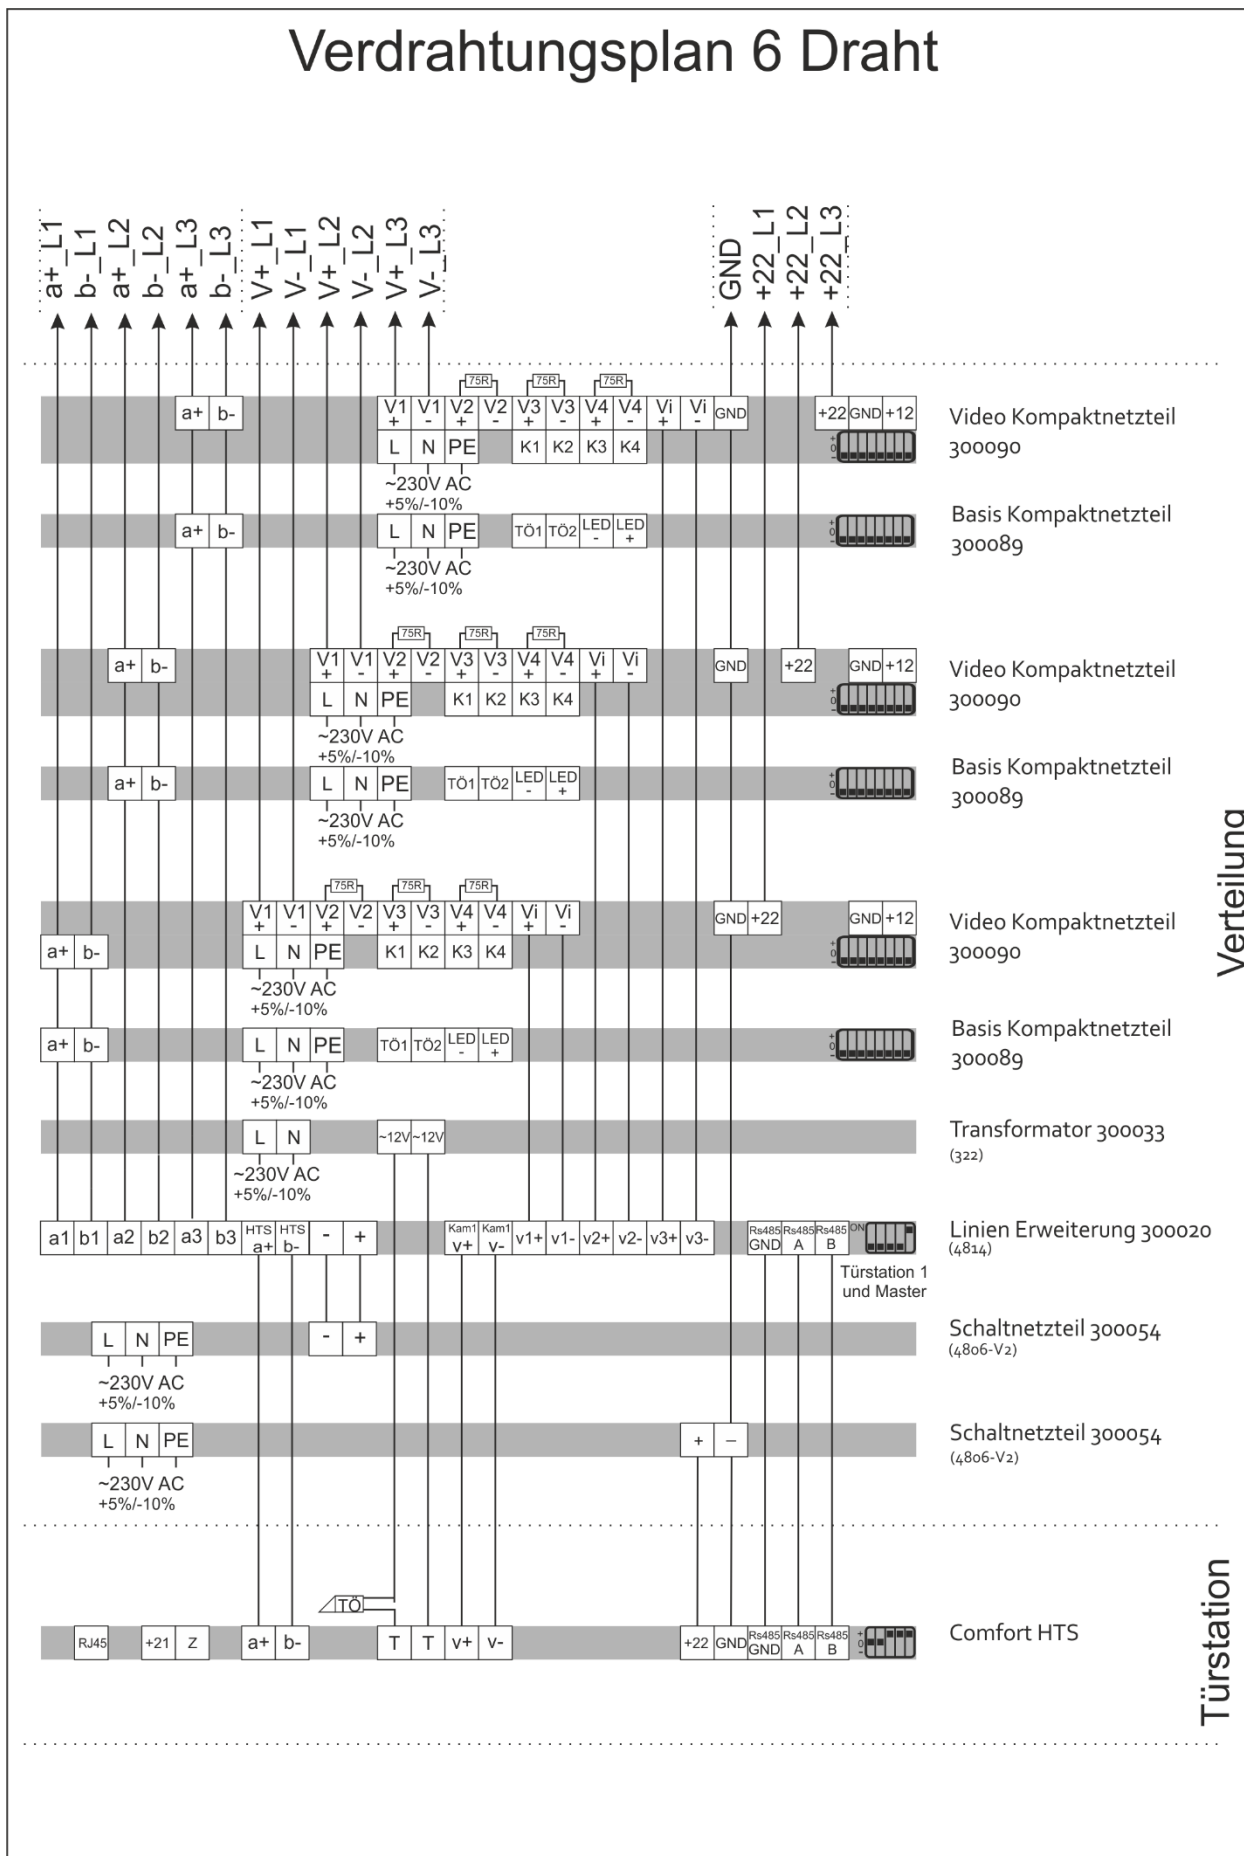 Verdrahtungsplan 6 Draht
a+_L1
b-_L1
a+_L2
b-_L2
a+_L3
b-_L3
V+_L1
V-_L1
V+_L2
V-_L2
V+_L3
V-_L3
GND
+22_L1
+22_L2
+22_L3
75R 75R 75R
a+ b- V1 + V1 - V2 + V2 - V3 + V3 - V4 + V4 - Vi + Vi - GND +22 GND +12
L N PE K1 K2 K3 K4 + 0 -
~230V AC
+5%/-10%
Video Kompaktnetzteil
300090
a+ b- L N PE TÖ1 TÖ2 LED - LED + + 0 -
~230V AC
+5%/-10%
Basis Kompaktnetzteil
300089
75R 75R 75R
a+ b- V1 + V1 - V2 + V2 - V3 + V3 - V4 + V4 - Vi + Vi - GND +22 GND +12
L N PE K1 K2 K3 K4 + 0 -
~230V AC
+5%/-10%
Video Kompaktnetzteil
300090
a+ b- L N PE TÖ1 TÖ2 LED - LED + + 0 -
~230V AC
+5%/-10%
Basis Kompaktnetzteil
300089
Verteilung
75R 75R 75R
V1 + V1 - V2 + V2 - V3 + V3 - V4 + V4 - Vi + Vi - GND +22 GND +12
a+ b- L N PE K1 K2 K3 K4 + 0 -
~230V AC
+5%/-10%
Video Kompaktnetzteil
300090
a+ b- L N PE TÖ1 TÖ2 LED - LED + + 0 -
~230V AC
+5%/-10%
Basis Kompaktnetzteil
300089
L N ~12V ~12V
~230V AC
+5%/-10%
Transformator 300033
(322)
a1 b1 a2 b2 a3 b3 HTS a+ HTS b- - + Kam1 v+ Kam1 v- v1+ v1- v2+ v2- v3+ v3- Rs485 GND Rs485 A Rs485 B ON
Linien Erweiterung 300020
(4814)
Türstation 1
und Master
L N PE - +
~230V AC
+5%/-10%
Schaltnetzteil 300054
(4806-V2)
L N PE + –
~230V AC
+5%/-10%
Schaltnetzteil 300054
(4806-V2)
TÖ
RJ45 +21 Z a+ b- T T v+ v- +22 GND Rs485 GND Rs485 A Rs485 B + 0 -
Comfort HTS
Türstation